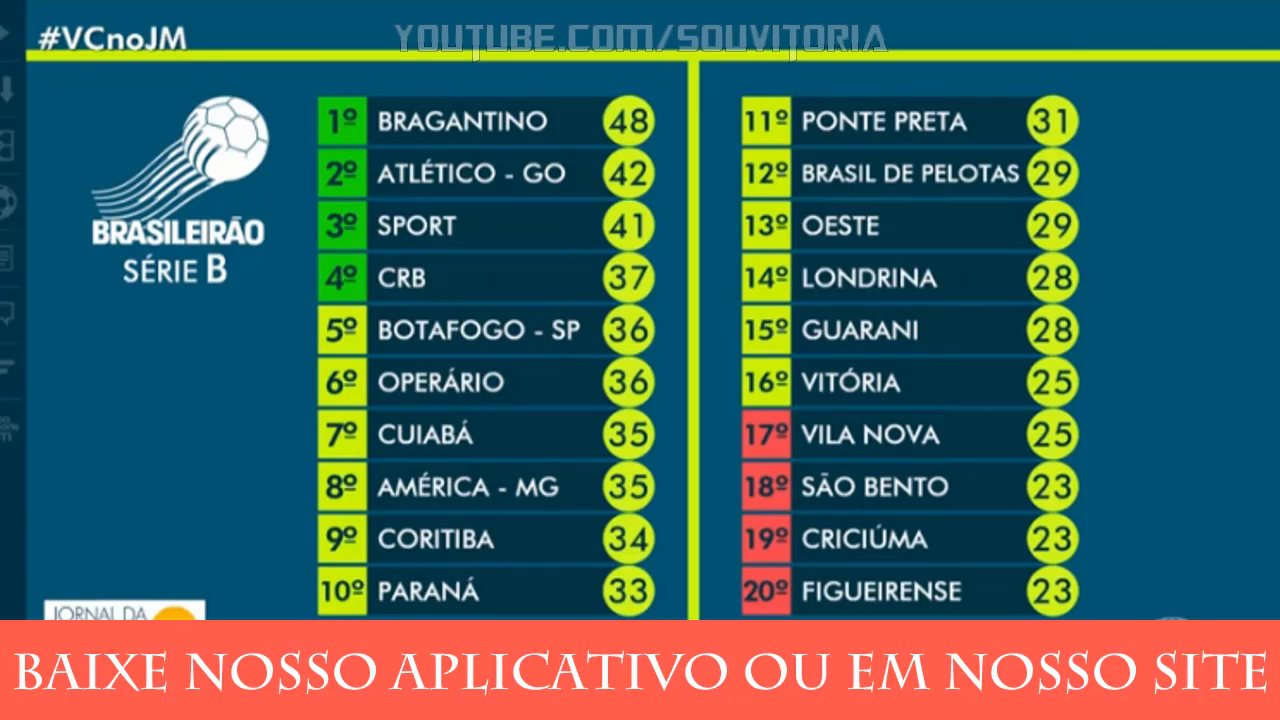 #VCnoJM
YOUTUBE.COM/SOUVITORIA
BRASILEIRÃO
SÉRIE B
1º BRAGANTINO 48
2º ATLÉTICO - GO 42
3º SPORT 41
4º CRB 37
5º BOTAFOGO - SP 36
6º OPERÁRIO 36
7º CUIABÁ 35
8º AMÉRICA - MG 35
9º CORITIBA 34
10º PARANÁ 33
11º PONTE PRETA 31
12º BRASIL DE PELOTAS 29
13º OESTE 29
14º LONDRINA 28
15º GUARANI 28
16º VITÓRIA 25
17º VILA NOVA 25
18º SÃO BENTO 23
19º CRICIÚMA 23
20º FIGUEIRENSE 23
JORNAL DA
BAIXE NOSSO APLICATIVO OU EM NOSSO SITE